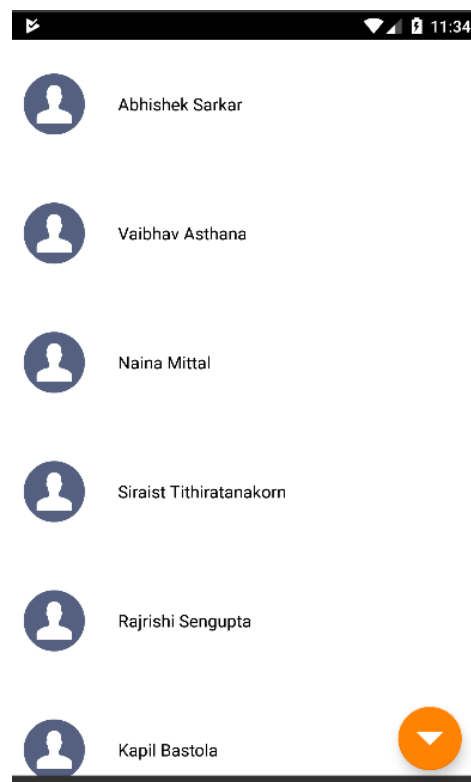 11:34
Abhishek Sarkar
Vaibhav Asthana
Naina Mittal
Siraist Tithiratanakorn
Rajrishi Sengupta
Kapil Bastola